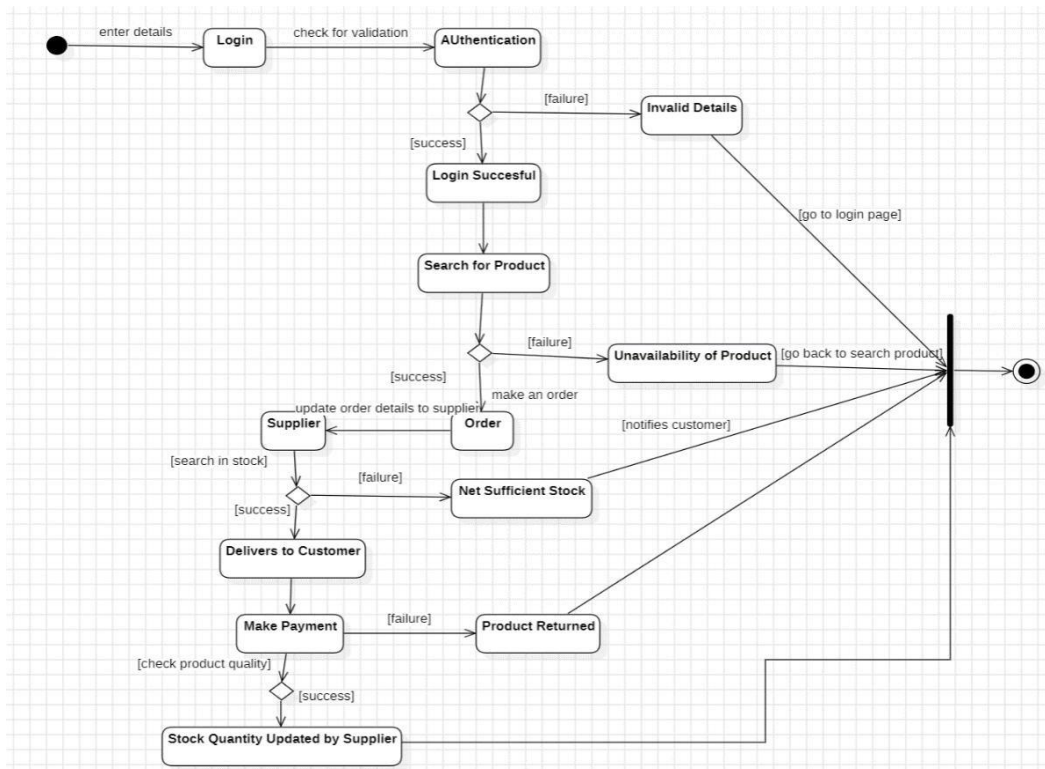 enter details
Login
check for validation
AUthentication
[failure]
Invalid Details
[success]
Login Succesful
[go to login page]
Search for Product
[failure]
Unavailability of Product
[go back to search product]
[success]
make an order
update order details to supplier
Supplier
Order
[notifies customer]
[search in stock]
[failure]
Net Sufficient Stock
[success]
Delivers to Customer
Make Payment
[failure]
Product Returned
[check product quality]
[success]
Stock Quantity Updated by Supplier